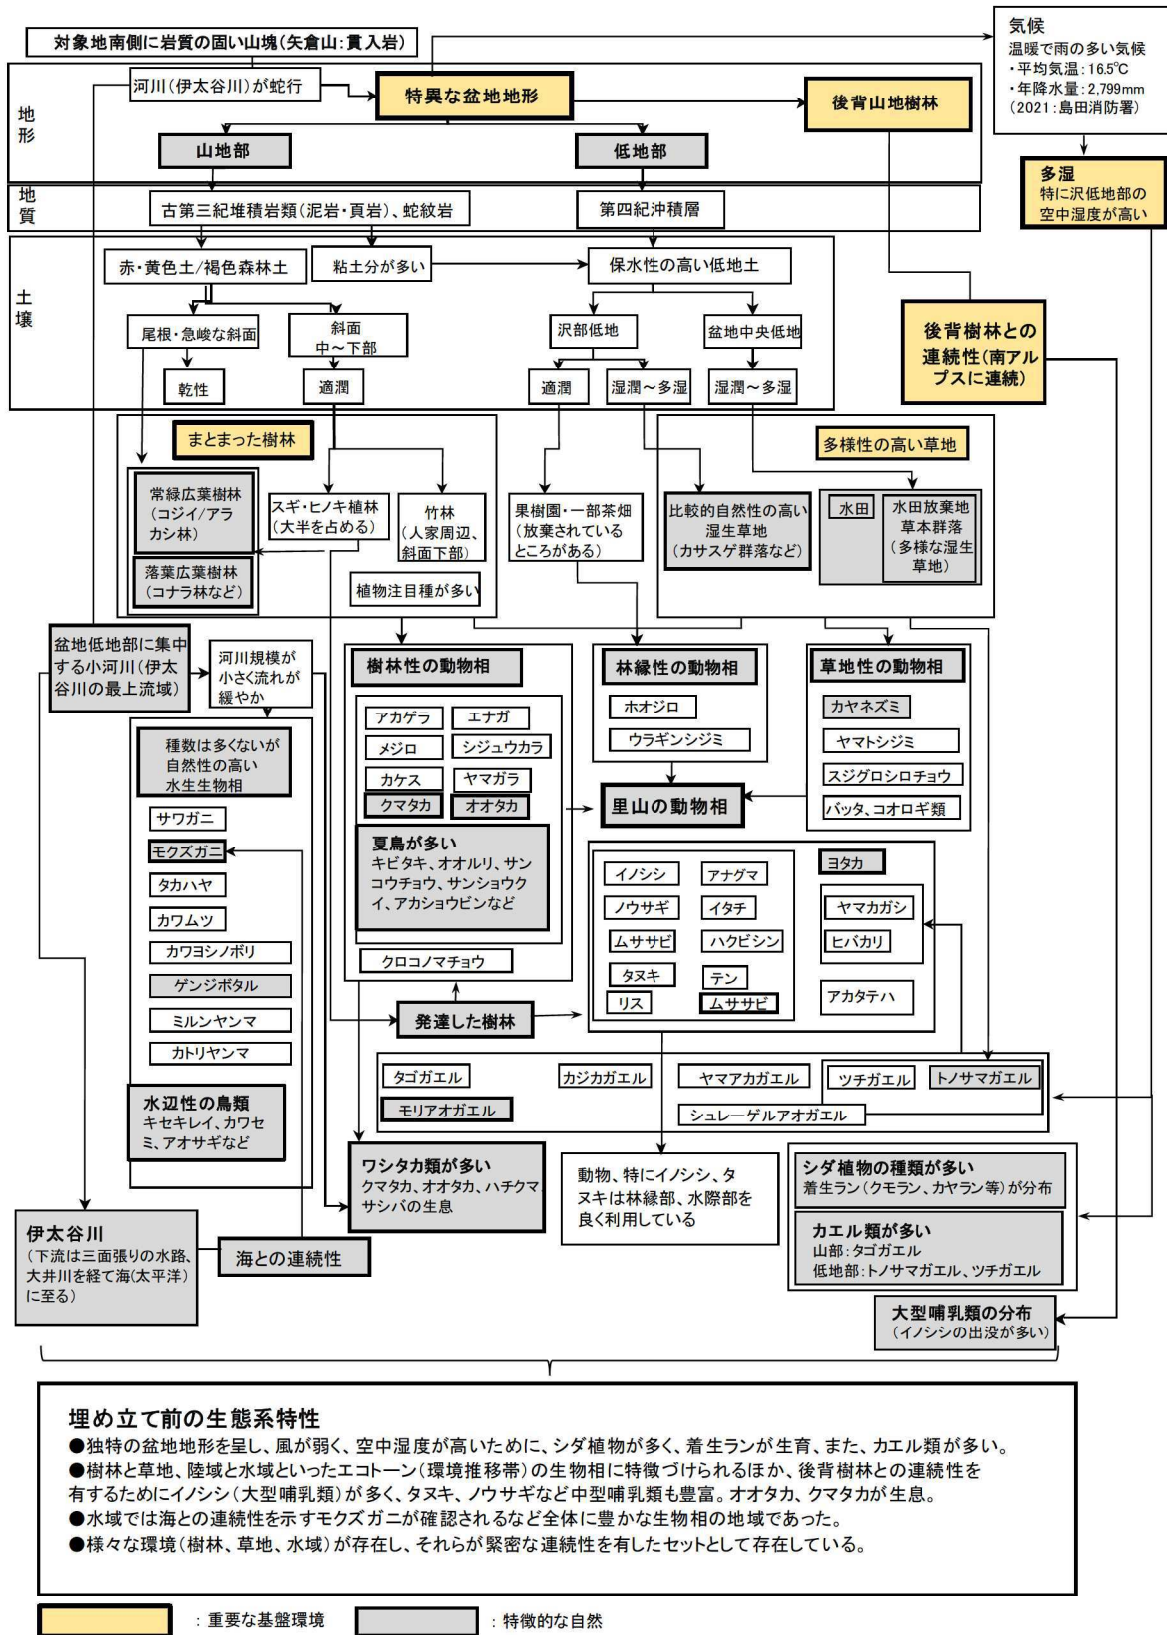 対象地南側に岩質の固い山塊(矢倉山:貫入岩)
気候
温暖で雨の多い気候
・平均気温:16.5℃
・年降水量:2,799mm
(2021:島田消防署)
地形
河川(伊太谷川)が蛇行
特異な盆地地形
後背山地樹林
山地部
低地部
多湿
特に沢低地部の
空中湿度が高い
地質
古第三紀堆積岩類(泥岩・頁岩)、蛇紋岩
第四紀沖積層
土壌
赤・黄色土/褐色森林土
粘土分が多い
保水性の高い低地土
尾根・急峻な斜面
斜面
中～下部
沢部低地
盆地中央低地
後背樹林との
連続性(南アル
プスに連続)
乾性
適潤
適潤
湿潤～多湿
湿潤～多湿
まとまった樹林
多様性の高い草地
常緑広葉樹林
(コジイ/アラ
カシ林)
スギ・ヒノキ植林
(大半を占める)
竹林
(人家周辺、
斜面下部)
果樹園・一部茶畑
(放棄されている
ところがある)
比較的自然性の高い
湿生草地
(カサスゲ群落など)
水田
水田放棄地
草本群落
(多様な湿生
草地)
落葉広葉樹林
(コナラ林など)
植物注目種が多い
盆地低地部に集中
する小河川(伊太
谷川の最上流域)
河川規模が
小さく流れが
緩やか
樹林性の動物相
林縁性の動物相
草地性の動物相
アカゲラ
エナガ
メジロ
シジュウカラ
カケス
ヤマガラ
クマタカ
オオタカ
ホオジロ
ウラギンシジミ
カヤネズミ
ヤマトシジミ
スジグロシロチョウ
バッタ、コオロギ類
種数は多くないが
自然性の高い
水生生物相
里山の動物相
夏鳥が多い
キビタキ、オオルリ、サン
コウチョウ、サンショウク
イ、アカショウビンなど
クロコノマチョウ
サワガニ
モクズガニ
タカハヤ
カワムツ
カワヨシノボリ
ゲンジボタル
ミルンヤンマ
カトリヤンマ
イノシシ
アナグマ
ノウサギ
イタチ
ムササビ
ハクビシン
タヌキ
テン
リス
ムササビ
ヨタカ
ヤマカガシ
ヒバカリ
アカタテハ
発達した樹林
タゴガエル
カジカガエル
ヤマアカガエル
ツチガエル
トノサマガエル
モリアオガエル
シュレーゲルアオガエル
水辺性の鳥類
キセキレイ、カワセ
ミ、アオサギなど
ワシタカ類が多い
クマタカ、オオタカ、ハチクマ、
サシバの生息
動物、特にイノシシ、タ
ヌキは林縁部、水際部を
良く利用している
シダ植物の種類が多い
着生ラン(クモラン、カヤラン等)が分布
カエル類が多い
山部:タゴガエル
低地部:トノサマガエル、ツチガエル
伊太谷川
(下流は三面張りの水路、
大井川を経て海(太平洋)
に至る)
海との連続性
大型哺乳類の分布
(イノシシの出没が多い)
埋め立て前の生態系特性
●独特の盆地地形を呈し、風が弱く、空中湿度が高いために、シダ植物が多く、着生ランが生育、また、カエル類が多い。
●樹林と草地、陸域と水域といったエコトーン(環境推移帯)の生物相に特徴づけられるほか、後背樹林との連続性を
有するためにイノシシ(大型哺乳類)が多く、タヌキ、ノウサギなど中型哺乳類も豊富。オオタカ、クマタカが生息。
●水域では海との連続性を示すモクズガニが確認されるなど全体に豊かな生物相の地域であった。
●様々な環境(樹林、草地、水域)が存在し、それらが緊密な連続性を有したセットとして存在している。
:重要な基盤環境
:特徴的な自然